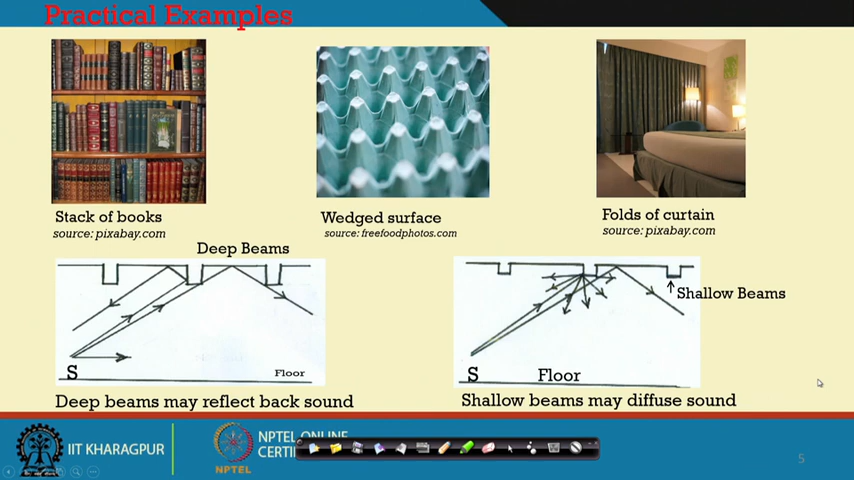 Practical Examples
Stack of books
source: pixabay.com
Wedged surface
source: freefoodphotos.com
Folds of curtain
source: pixabay.com
Deep Beams
S
Floor
Deep beams may reflect back sound
Shallow Beams
S
Floor
Shallow beams may diffuse sound
IIT KHARAGPUR
NPTEL
NPTEL ONLINE
CERTI
5